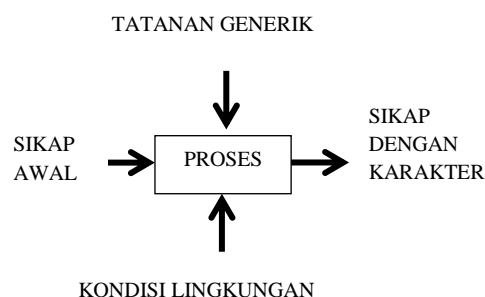 TATANAN GENERIK
SIKAP
AWAL
PROSES
SIKAP
DENGAN
KARAKTER
KONDISI LINGKUNGAN